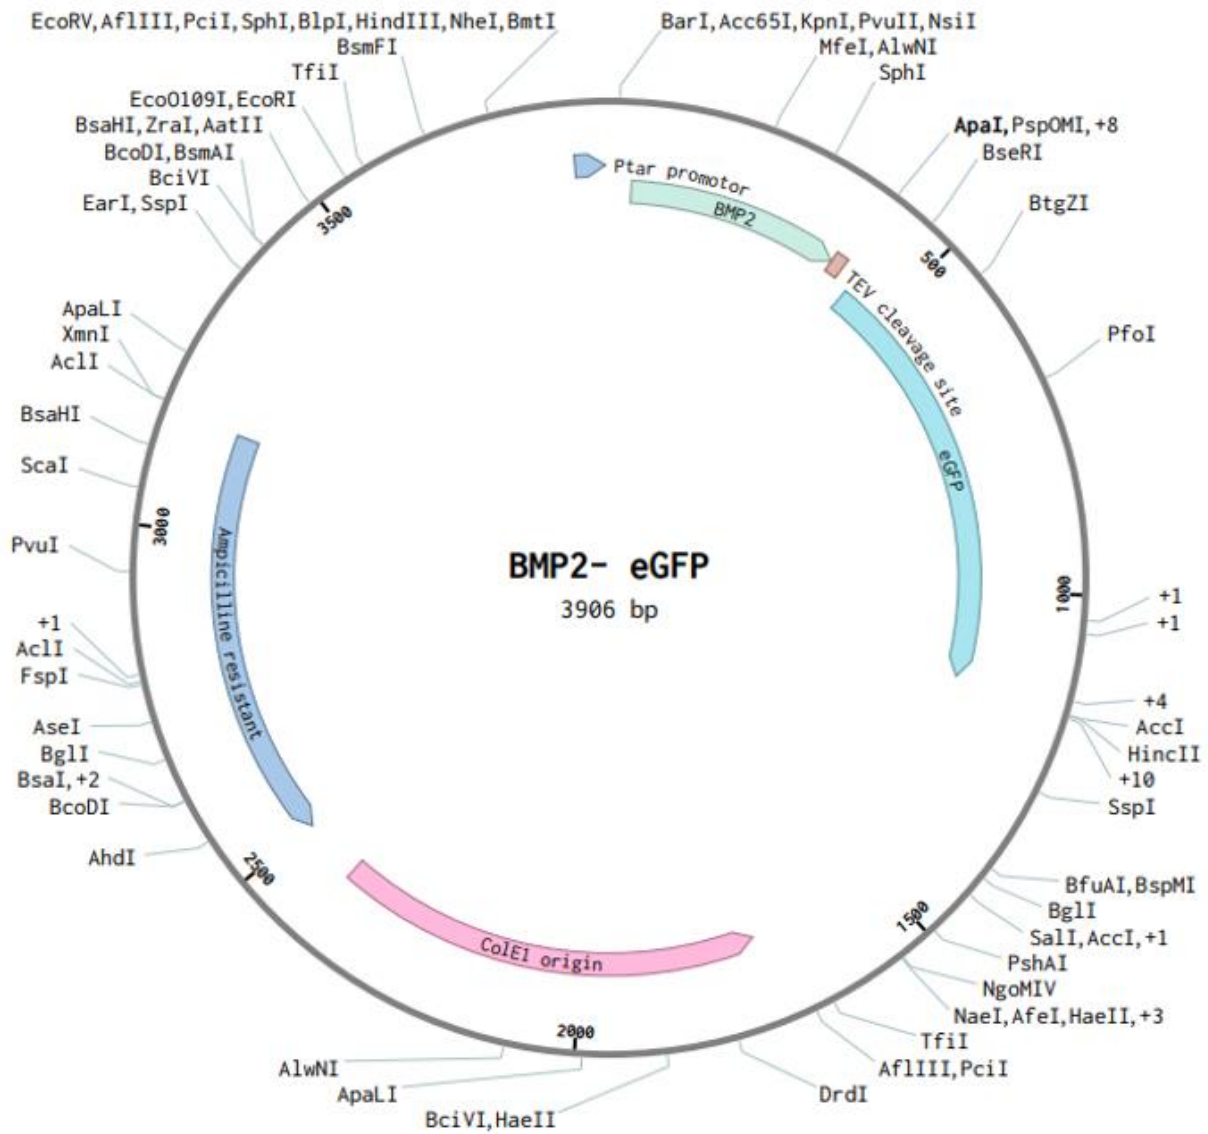 EcoRV,AflIII,PciI,SphI,BlpI,HindIII,NheI,BmtI
BarI,Acc65I,KpnI,PvuII,NsiI
BsmFI
MfeI,AlwNI
TfiI
SphI
EcoO109I,EcoRI
BsaHI,ZraI,AatII
ApaI,PspOMI,+8
BcoDI,BsmAI
BseRI
BciVI
EarI,SspI
BtgZI
Ptar promotor
BMP2
3500
500
TEV cleavage site
ApaLI
XmnI
AclI
PfoI
BsaHI
ScaI
eGFP
3000
PvuI
Ampicilline resistant
BMP2- eGFP
3906 bp
1000
+1
+1
+1
AclI
FspI
+4
AseI
AccI
BglI
HincII
BsaI,+2
+10
BcoDI
SspI
AhdI
2500
BfuAI,BspMI
BglI
1500
SalI,AccI,+1
ColE1 origin
PshAI
NgoMIV
NaeI,AfeI,HaeII,+3
2000
TfiI
AlwNI
AflIII,PciI
ApaLI
DrdI
BciVI,HaeII